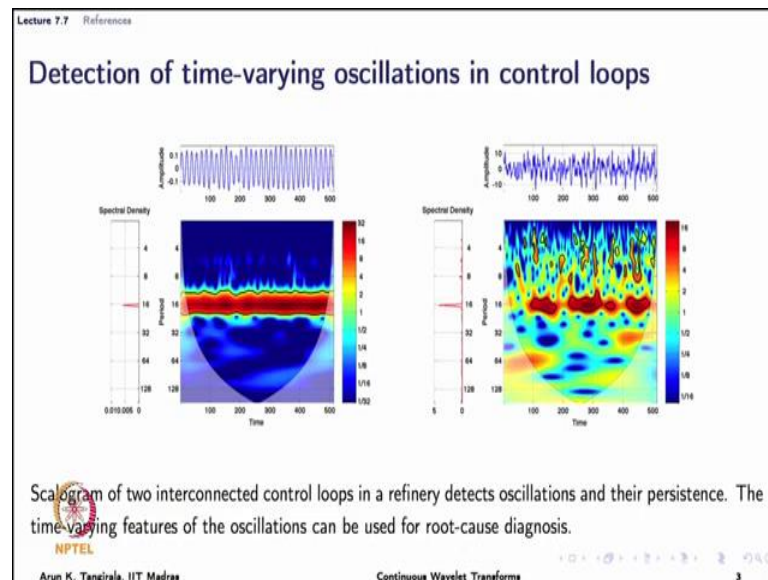 Lecture 7.7 References
Detection of time-varying oscillations in control loops
Amplitude
0.1
0
-0.1
100 200 300 400 500
Spectral Density
Period
4
8
16
32
64
128
0.01 0.005 0
100 200 300 400 500
Time
32
16
8
4
2
1
1/2
1/4
1/8
1/16
1/32
Amplitude
10
0
-10
100 200 300 400 500
Spectral Density
Period
4
8
16
32
64
128
5 0
100 200 300 400 500
Time
16
8
4
2
1
1/2
1/4
1/8
1/16
Scalogram of two interconnected control loops in a refinery detects oscillations and their persistence. The
time-varying features of the oscillations can be used for root-cause diagnosis.
NPTEL
Arun K. Tangirala, IIT Madras Continuous Wavelet Transforms 3